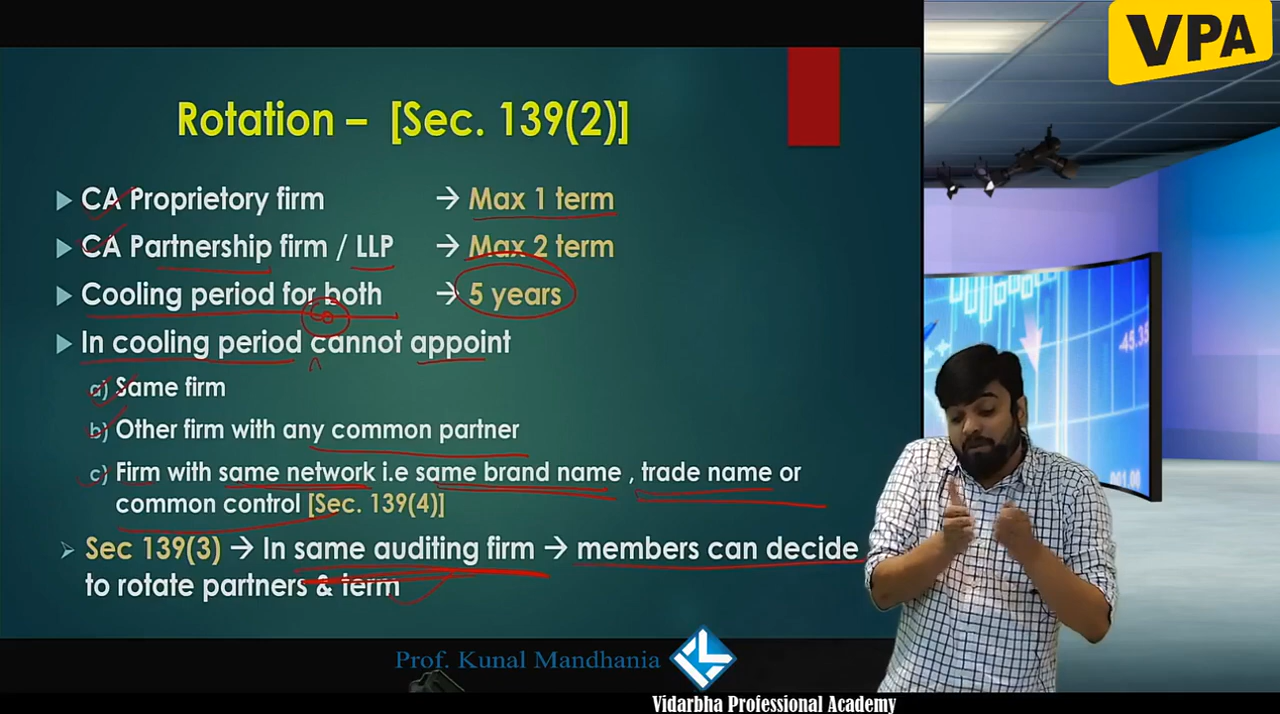 VPA
Rotation – [Sec. 139(2)]
CA Proprietory firm → Max 1 term
CA Partnership firm / LLP → Max 2 term
Cooling period for both → 5 years
In cooling period cannot appoint
a) Same firm
b) Other firm with any common partner
c) Firm with same network i.e same brand name , trade name or
common control [Sec. 139(4)]
Sec 139(3) → In same auditing firm → members can decide
to rotate partners & term
-45.35
Prof. Kunal Mandhania
Vidarbha Professional Academy